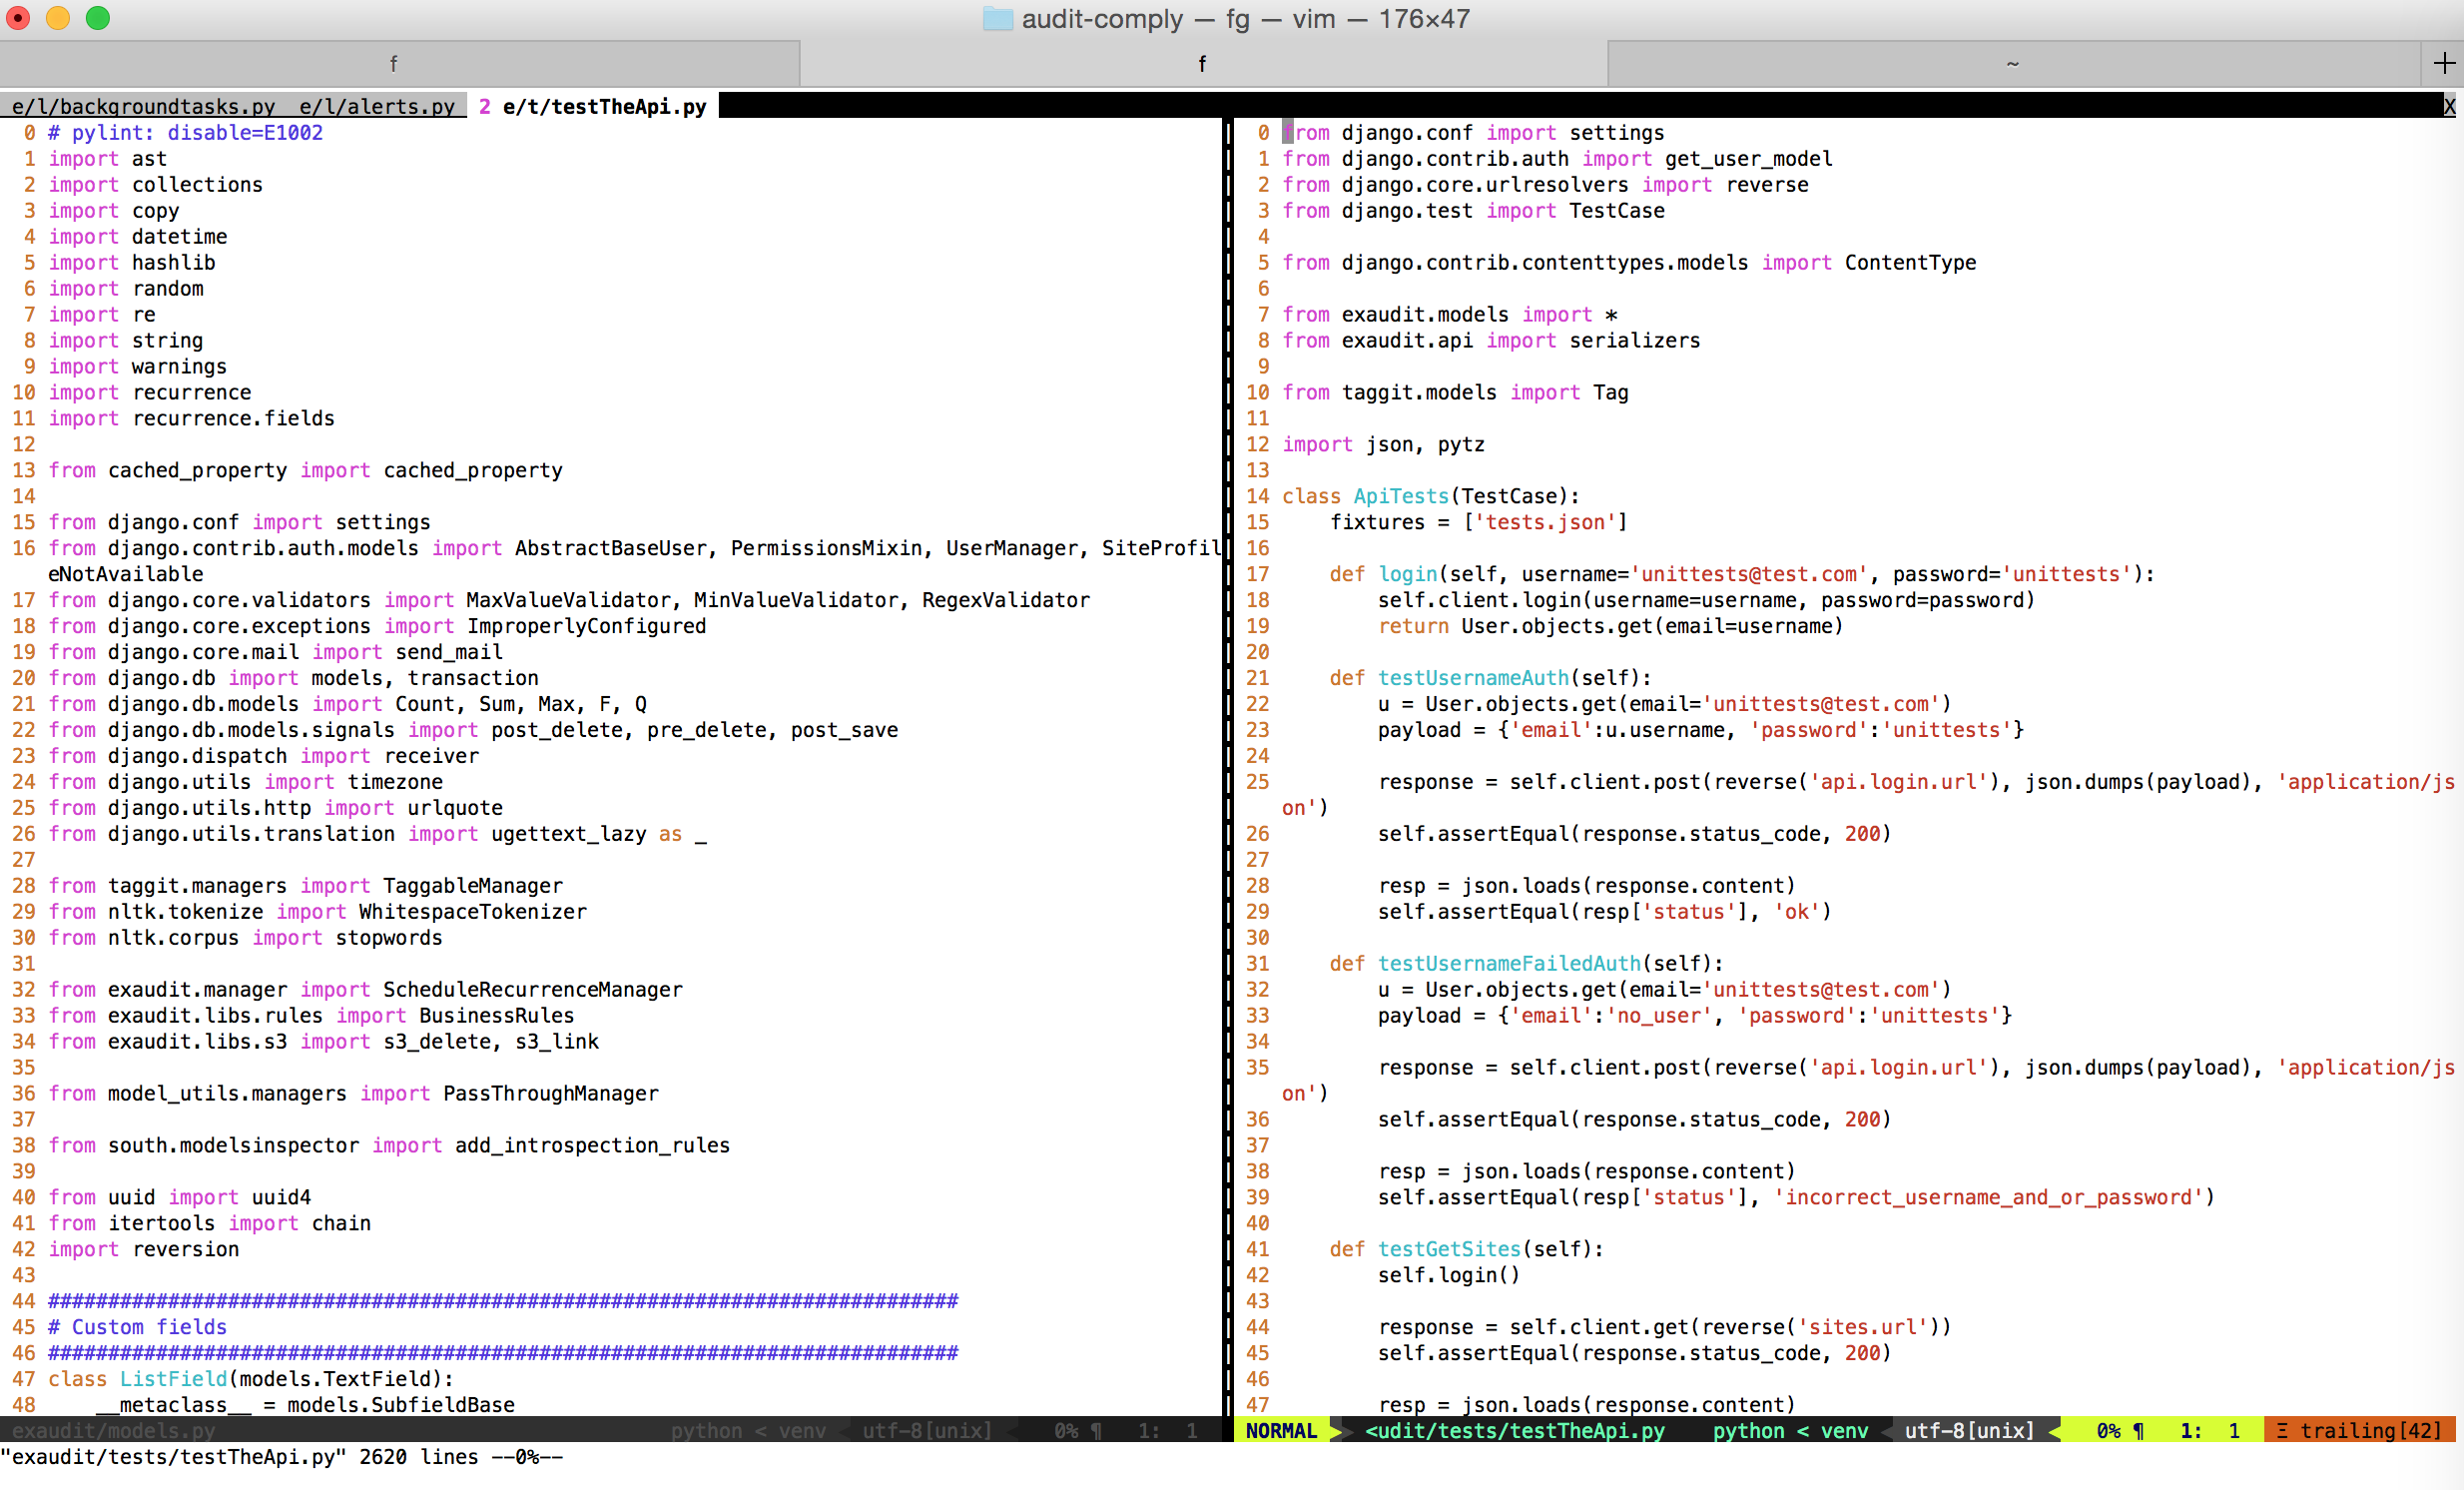 audit-comply — fg — vim — 176×47
f
f
~
+
e/l/backgroundtasks.py e/l/alerts.py 2 e/t/testTheApi.py
X
0 # pylint: disable=E1002
1 import ast
2 import collections
3 import copy
4 import datetime
5 import hashlib
6 import random
7 import re
8 import string
9 import warnings
10 import recurrence
11 import recurrence.fields
12
13 from cached_property import cached_property
14
15 from django.conf import settings
16 from django.contrib.auth.models import AbstractBaseUser, PermissionsMixin, UserManager, SiteProfil
eNotAvailable
17 from django.core.validators import MaxValueValidator, MinValueValidator, RegexValidator
18 from django.core.exceptions import ImproperlyConfigured
19 from django.core.mail import send_mail
20 from django.db import models, transaction
21 from django.db.models import Count, Sum, Max, F, Q
22 from django.db.models.signals import post_delete, pre_delete, post_save
23 from django.dispatch import receiver
24 from django.utils import timezone
25 from django.utils.http import urlquote
26 from django.utils.translation import ugettext_lazy as _
27
28 from taggit.managers import TaggableManager
29 from nltk.tokenize import WhitespaceTokenizer
30 from nltk.corpus import stopwords
31
32 from exaudit.manager import ScheduleRecurrenceManager
33 from exaudit.libs.rules import BusinessRules
34 from exaudit.libs.s3 import s3_delete, s3_link
35
36 from model_utils.managers import PassThroughManager
37
38 from south.modelsinspector import add_introspection_rules
39
40 from uuid import uuid4
41 from itertools import chain
42 import reversion
43
44 ############################################################################
45 # Custom fields
46 ############################################################################
47 class ListField(models.TextField):
48     __metaclass__ = models.SubfieldBase
exaudit/models.py python < venv < utf-8[unix] < 0% ¶ 1: 1
0 from django.conf import settings
1 from django.contrib.auth import get_user_model
2 from django.core.urlresolvers import reverse
3 from django.test import TestCase
4
5 from django.contrib.contenttypes.models import ContentType
6
7 from exaudit.models import *
8 from exaudit.api import serializers
9
10 from taggit.models import Tag
11
12 import json, pytz
13
14 class ApiTests(TestCase):
15     fixtures = ['tests.json']
16
17     def login(self, username='unittests@test.com', password='unittests'):
18         self.client.login(username=username, password=password)
19         return User.objects.get(email=username)
20
21     def testUsernameAuth(self):
22         u = User.objects.get(email='unittests@test.com')
23         payload = {'email':u.username, 'password':'unittests'}
24
25         response = self.client.post(reverse('api.login.url'), json.dumps(payload), 'application/js
on')
26         self.assertEqual(response.status_code, 200)
27
28         resp = json.loads(response.content)
29         self.assertEqual(resp['status'], 'ok')
30
31     def testUsernameFailedAuth(self):
32         u = User.objects.get(email='unittests@test.com')
33         payload = {'email':'no_user', 'password':'unittests'}
34
35         response = self.client.post(reverse('api.login.url'), json.dumps(payload), 'application/js
on')
36         self.assertEqual(response.status_code, 200)
37
38         resp = json.loads(response.content)
39         self.assertEqual(resp['status'], 'incorrect_username_and_or_password')
40
41     def testGetSites(self):
42         self.login()
43
44         response = self.client.get(reverse('sites.url'))
45         self.assertEqual(response.status_code, 200)
46
47         resp = json.loads(response.content)
NORMAL <udit/tests/testTheApi.py python < venv utf-8[unix] 0% ¶ 1: 1 Ξ trailing[42]
"exaudit/tests/testTheApi.py" 2620 lines --0%--